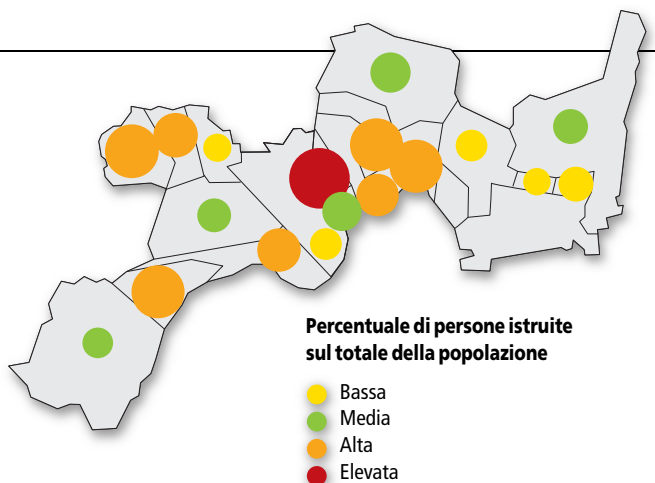 Percentuale di persone istruite
sul totale della popolazione
Bassa
Media
Alta
Elevata